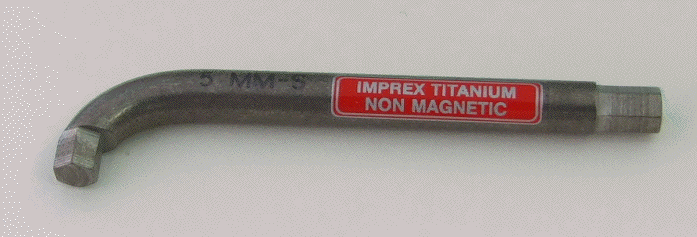 5 MM-S
IMPREX TITANIUM
NON MAGNETIC